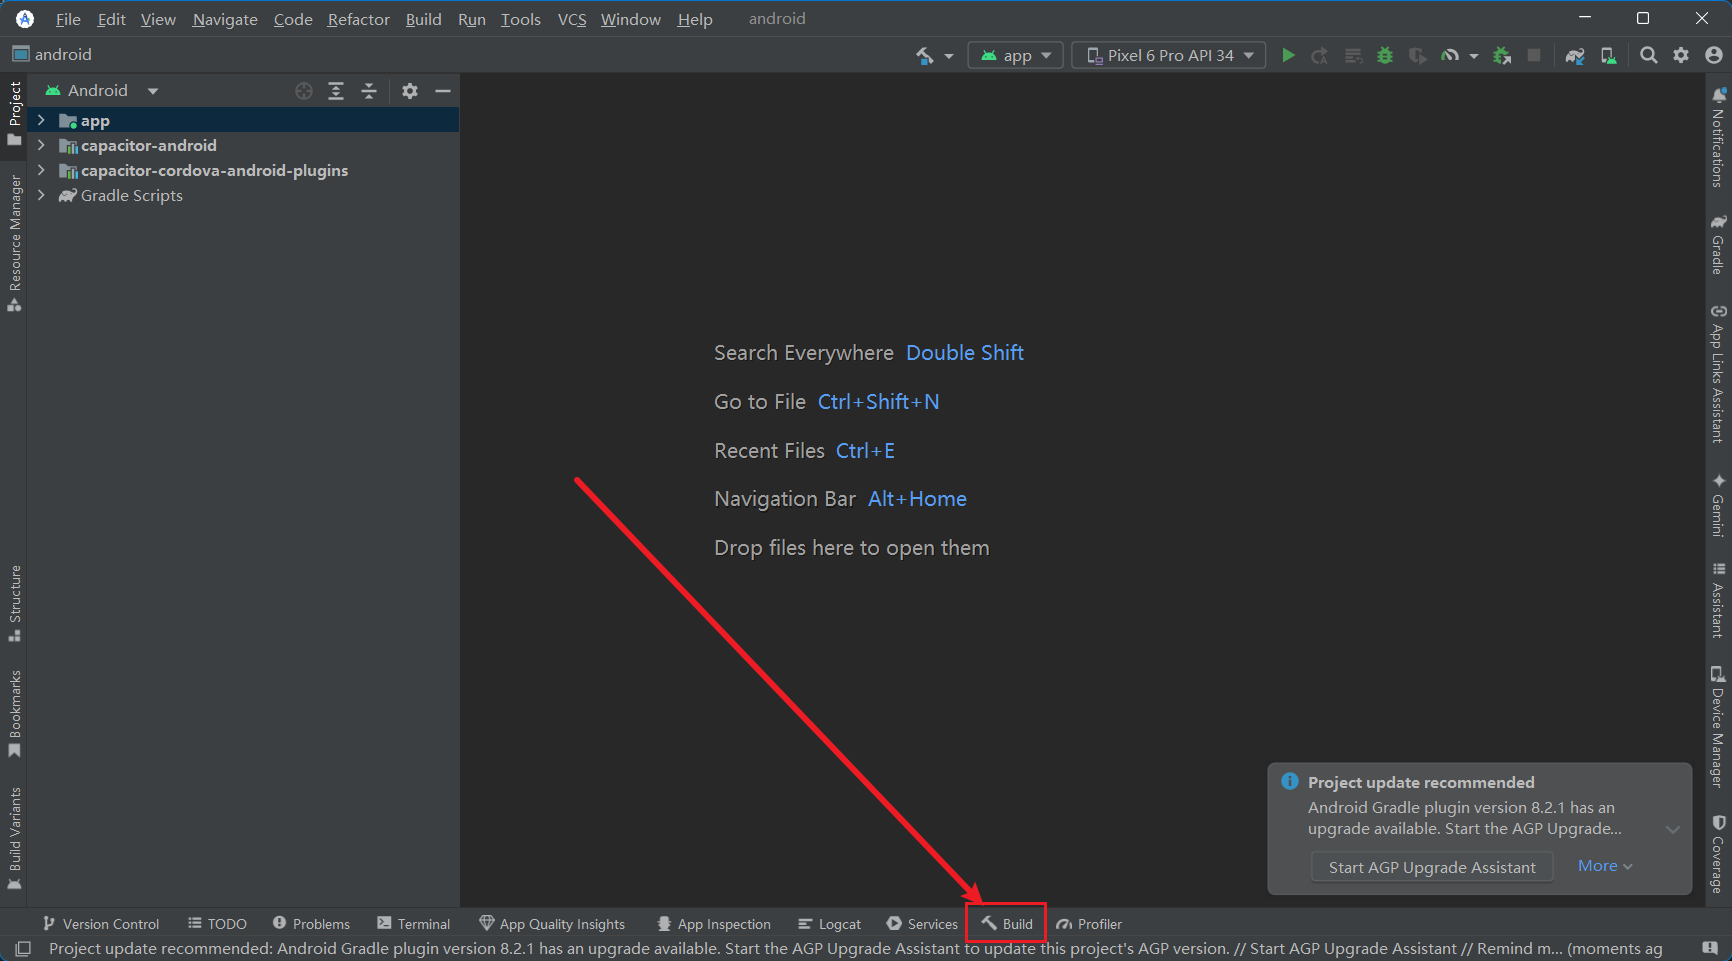 File Edit View Navigate Code Refactor Build Run Tools VCS Window Help android
android
app
Pixel 6 Pro API 34
Project
Resource Manager
Structure
Bookmarks
Build Variants
Android
app
capacitor-android
capacitor-cordova-android-plugins
Gradle Scripts
Search Everywhere Double Shift
Go to File Ctrl+Shift+N
Recent Files Ctrl+E
Navigation Bar Alt+Home
Drop files here to open them
Notifications
Gradle
App Links Assistant
Gemini
Assistant
Device Manager
Coverage
Project update recommended
Android Gradle plugin version 8.2.1 has an
upgrade available. Start the AGP Upgrade...
Start AGP Upgrade Assistant More
Version Control TODO Problems Terminal App Quality Insights App Inspection Logcat Services Build Profiler
Project update recommended: Android Gradle plugin version 8.2.1 has an upgrade available. Start the AGP Upgrade Assistant to update this project's AGP version. // Start AGP Upgrade Assistant // Remind m... (moments ag